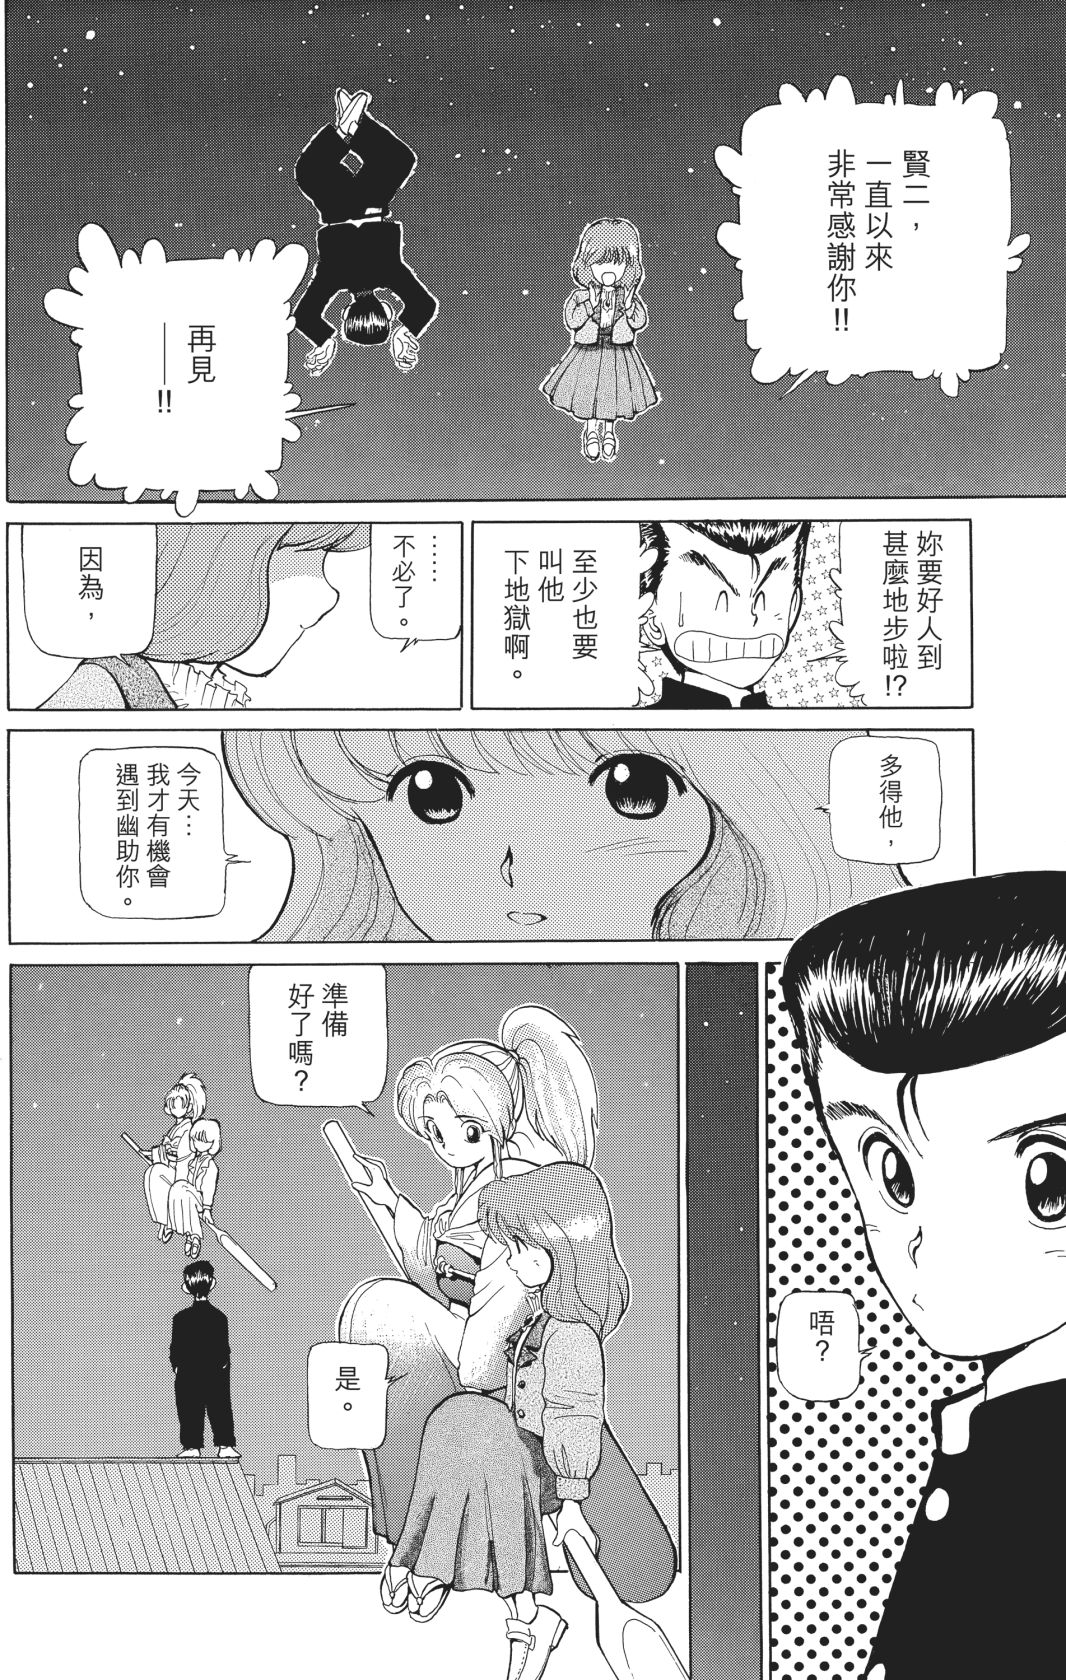 賢二，
一直以來
非常感謝你!!
再見
——!!
妳要好人到
甚麼地步啦!?
至少也要
叫他
下地獄啊。
……
不必了。
因為，
多得他，
今天…
我才有機會
遇到幽助你。
唔？
準備
好了嗎？
是。